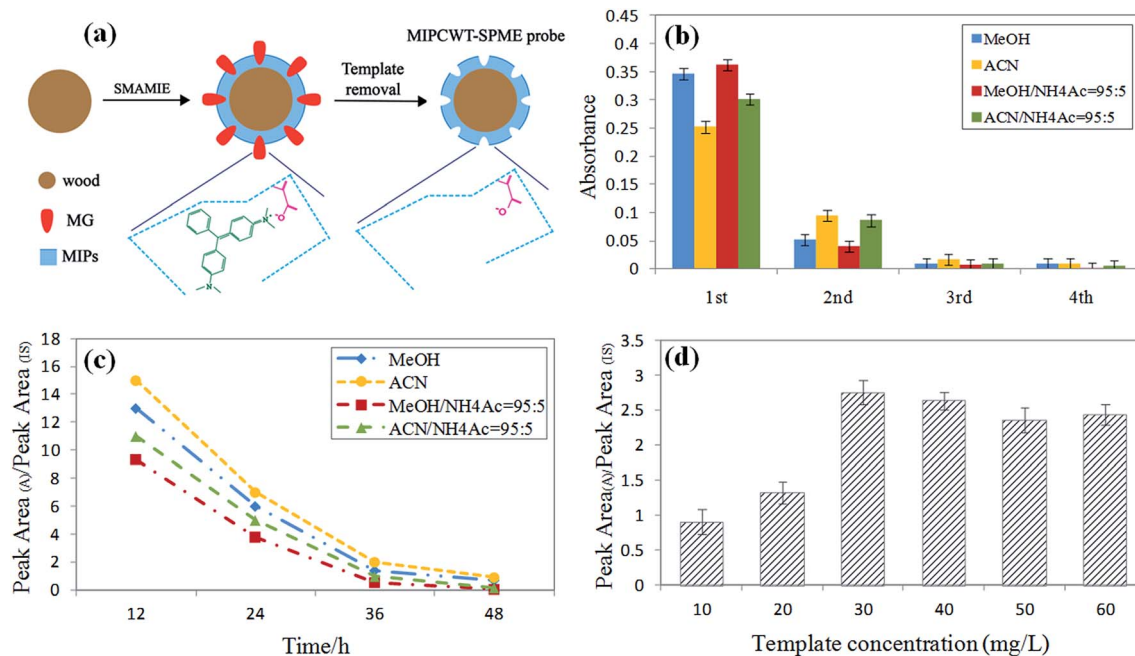 (a)
MIPCWT-SPME probe
SMAMIE
Template
removal
wood
MG
MIPs
N
O
N
O
(b)
Absorbance
0.45
0.4
0.35
0.3
0.25
0.2
0.15
0.1
0.05
0
1st 2nd 3rd 4th
MeOH
ACN
MeOH/NH4Ac=95:5
ACN/NH4Ac=95:5
(c)
Peak Area (A)/Peak Area (IS)
18
16
14
12
10
8
6
4
2
0
12 24 36 48
Time/h
MeOH
ACN
MeOH/NH4Ac=95:5
ACN/NH4Ac=95:5
(d)
Peak Area(A)/Peak Area (IS)
3.5
3
2.5
2
1.5
1
0.5
0
10 20 30 40 50 60
Template concentration (mg/L)